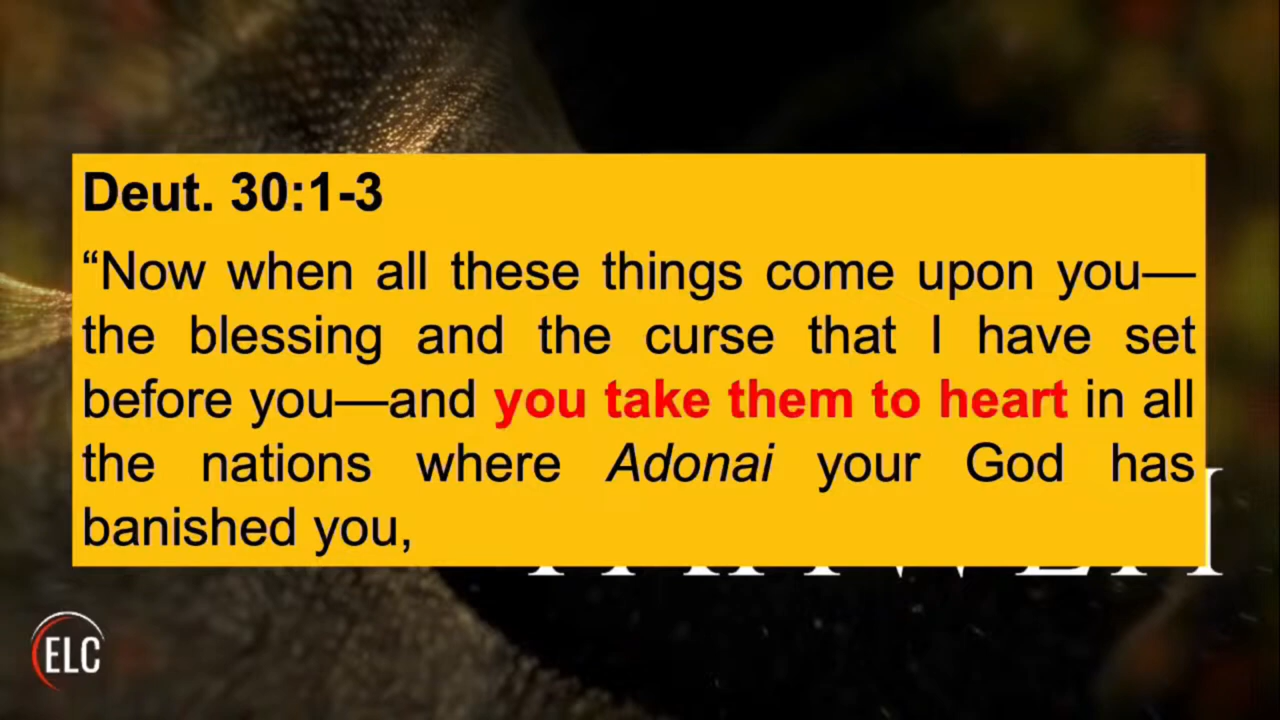 Deut. 30:1-3
“Now when all these things come upon you—
the blessing and the curse that I have set
before you—and you take them to heart in all
the nations where Adonai your God has
banished you,
ELC